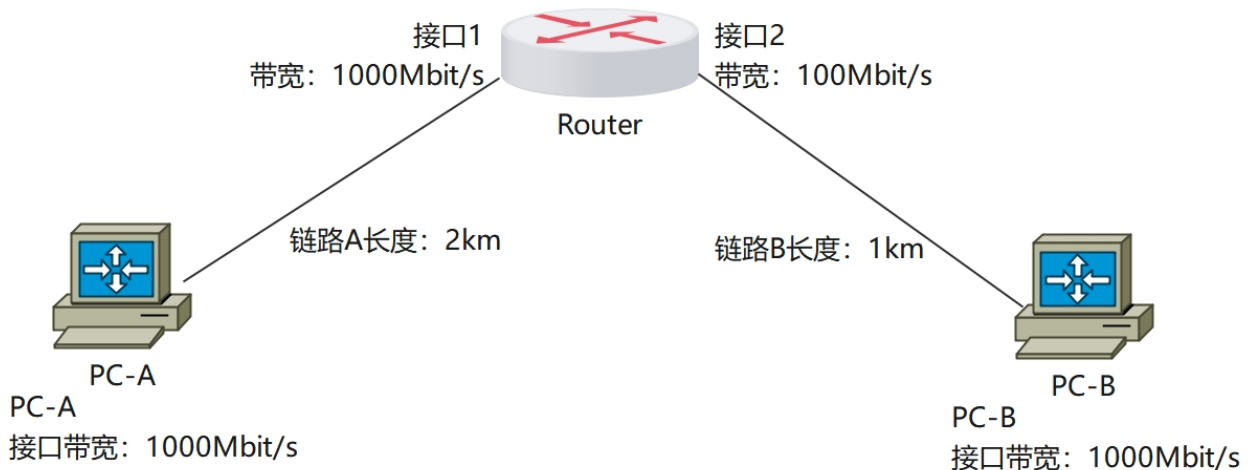 接口1
带宽：1000Mbit/s
接口2
带宽：100Mbit/s
Router
链路A长度：2km
链路B长度：1km
PC-A
PC-A
接口带宽：1000Mbit/s
PC-B
PC-B
接口带宽：1000Mbit/s